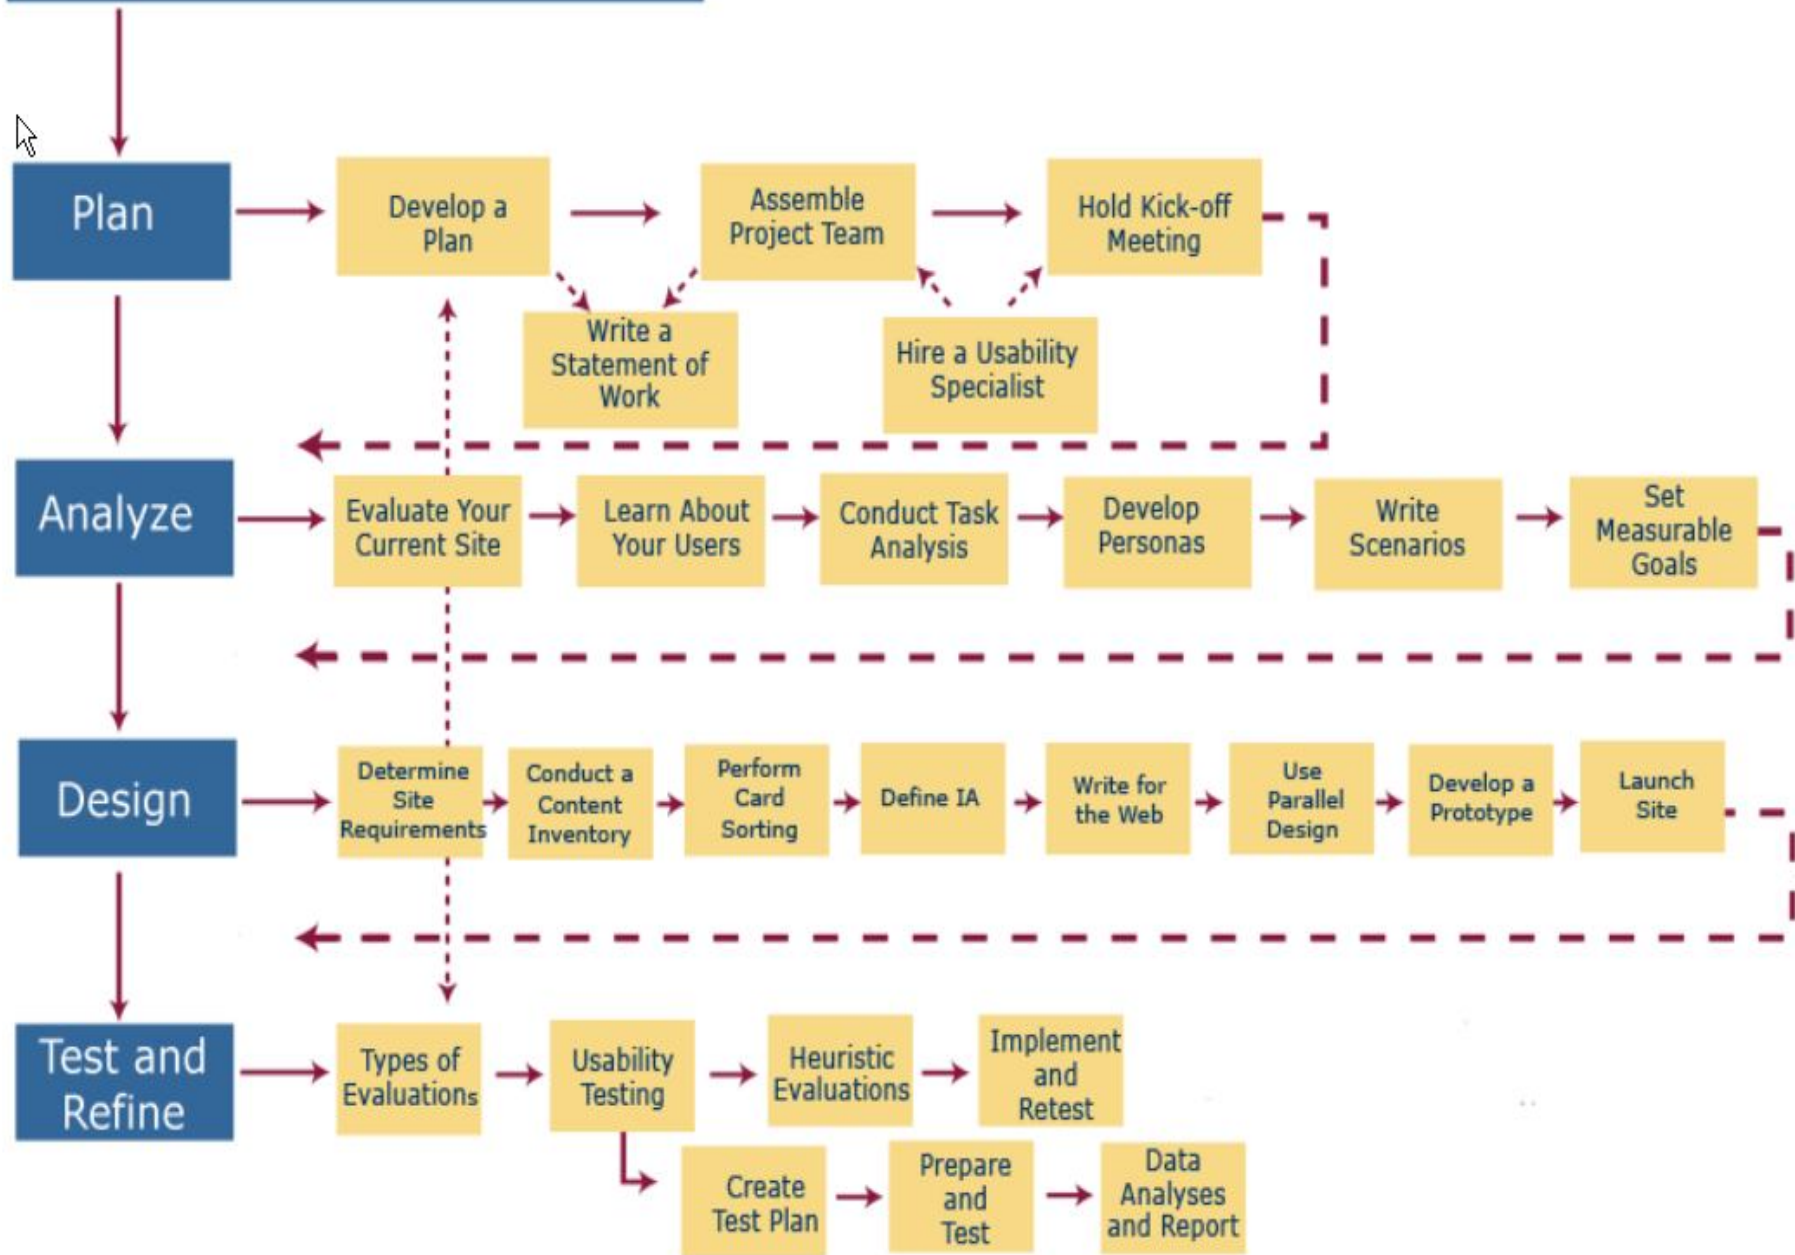 Plan
Develop a
Plan
Assemble
Project Team
Hold Kick-off
Meeting
Write a
Statement of
Work
Hire a Usability
Specialist
Analyze
Evaluate Your
Current Site
Learn About
Your Users
Conduct Task
Analysis
Develop
Personas
Write
Scenarios
Set
Measurable
Goals
Design
Determine
Site
Requirements
Conduct a
Content
Inventory
Perform
Card
Sorting
Define IA
Write for
the Web
Use
Parallel
Design
Develop a
Prototype
Launch
Site
Test and
Refine
Types of
Evaluations
Usability
Testing
Heuristic
Evaluations
Implement
and
Retest
Create
Test Plan
Prepare
and
Test
Data
Analyses
and Report